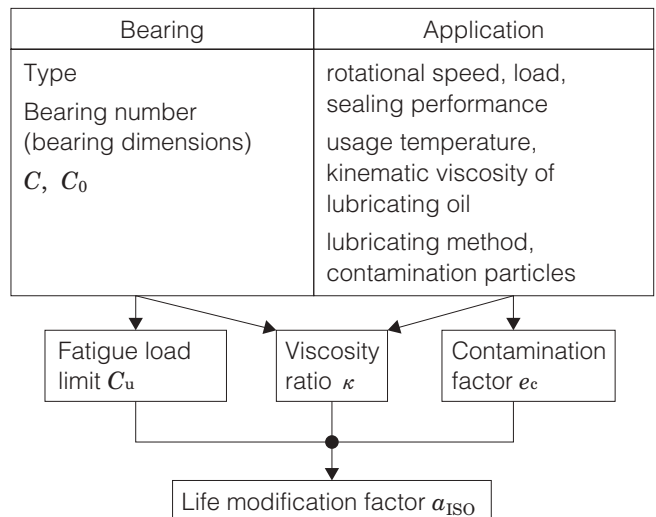 Bearing
Application
Type
Bearing number
(bearing dimensions)
C, C0
rotational speed, load,
sealing performance
usage temperature,
kinematic viscosity of
lubricating oil
lubricating method,
contamination particles
Fatigue load
limit Cu
Viscosity
ratio κ
Contamination
factor ec
Life modification factor aISO